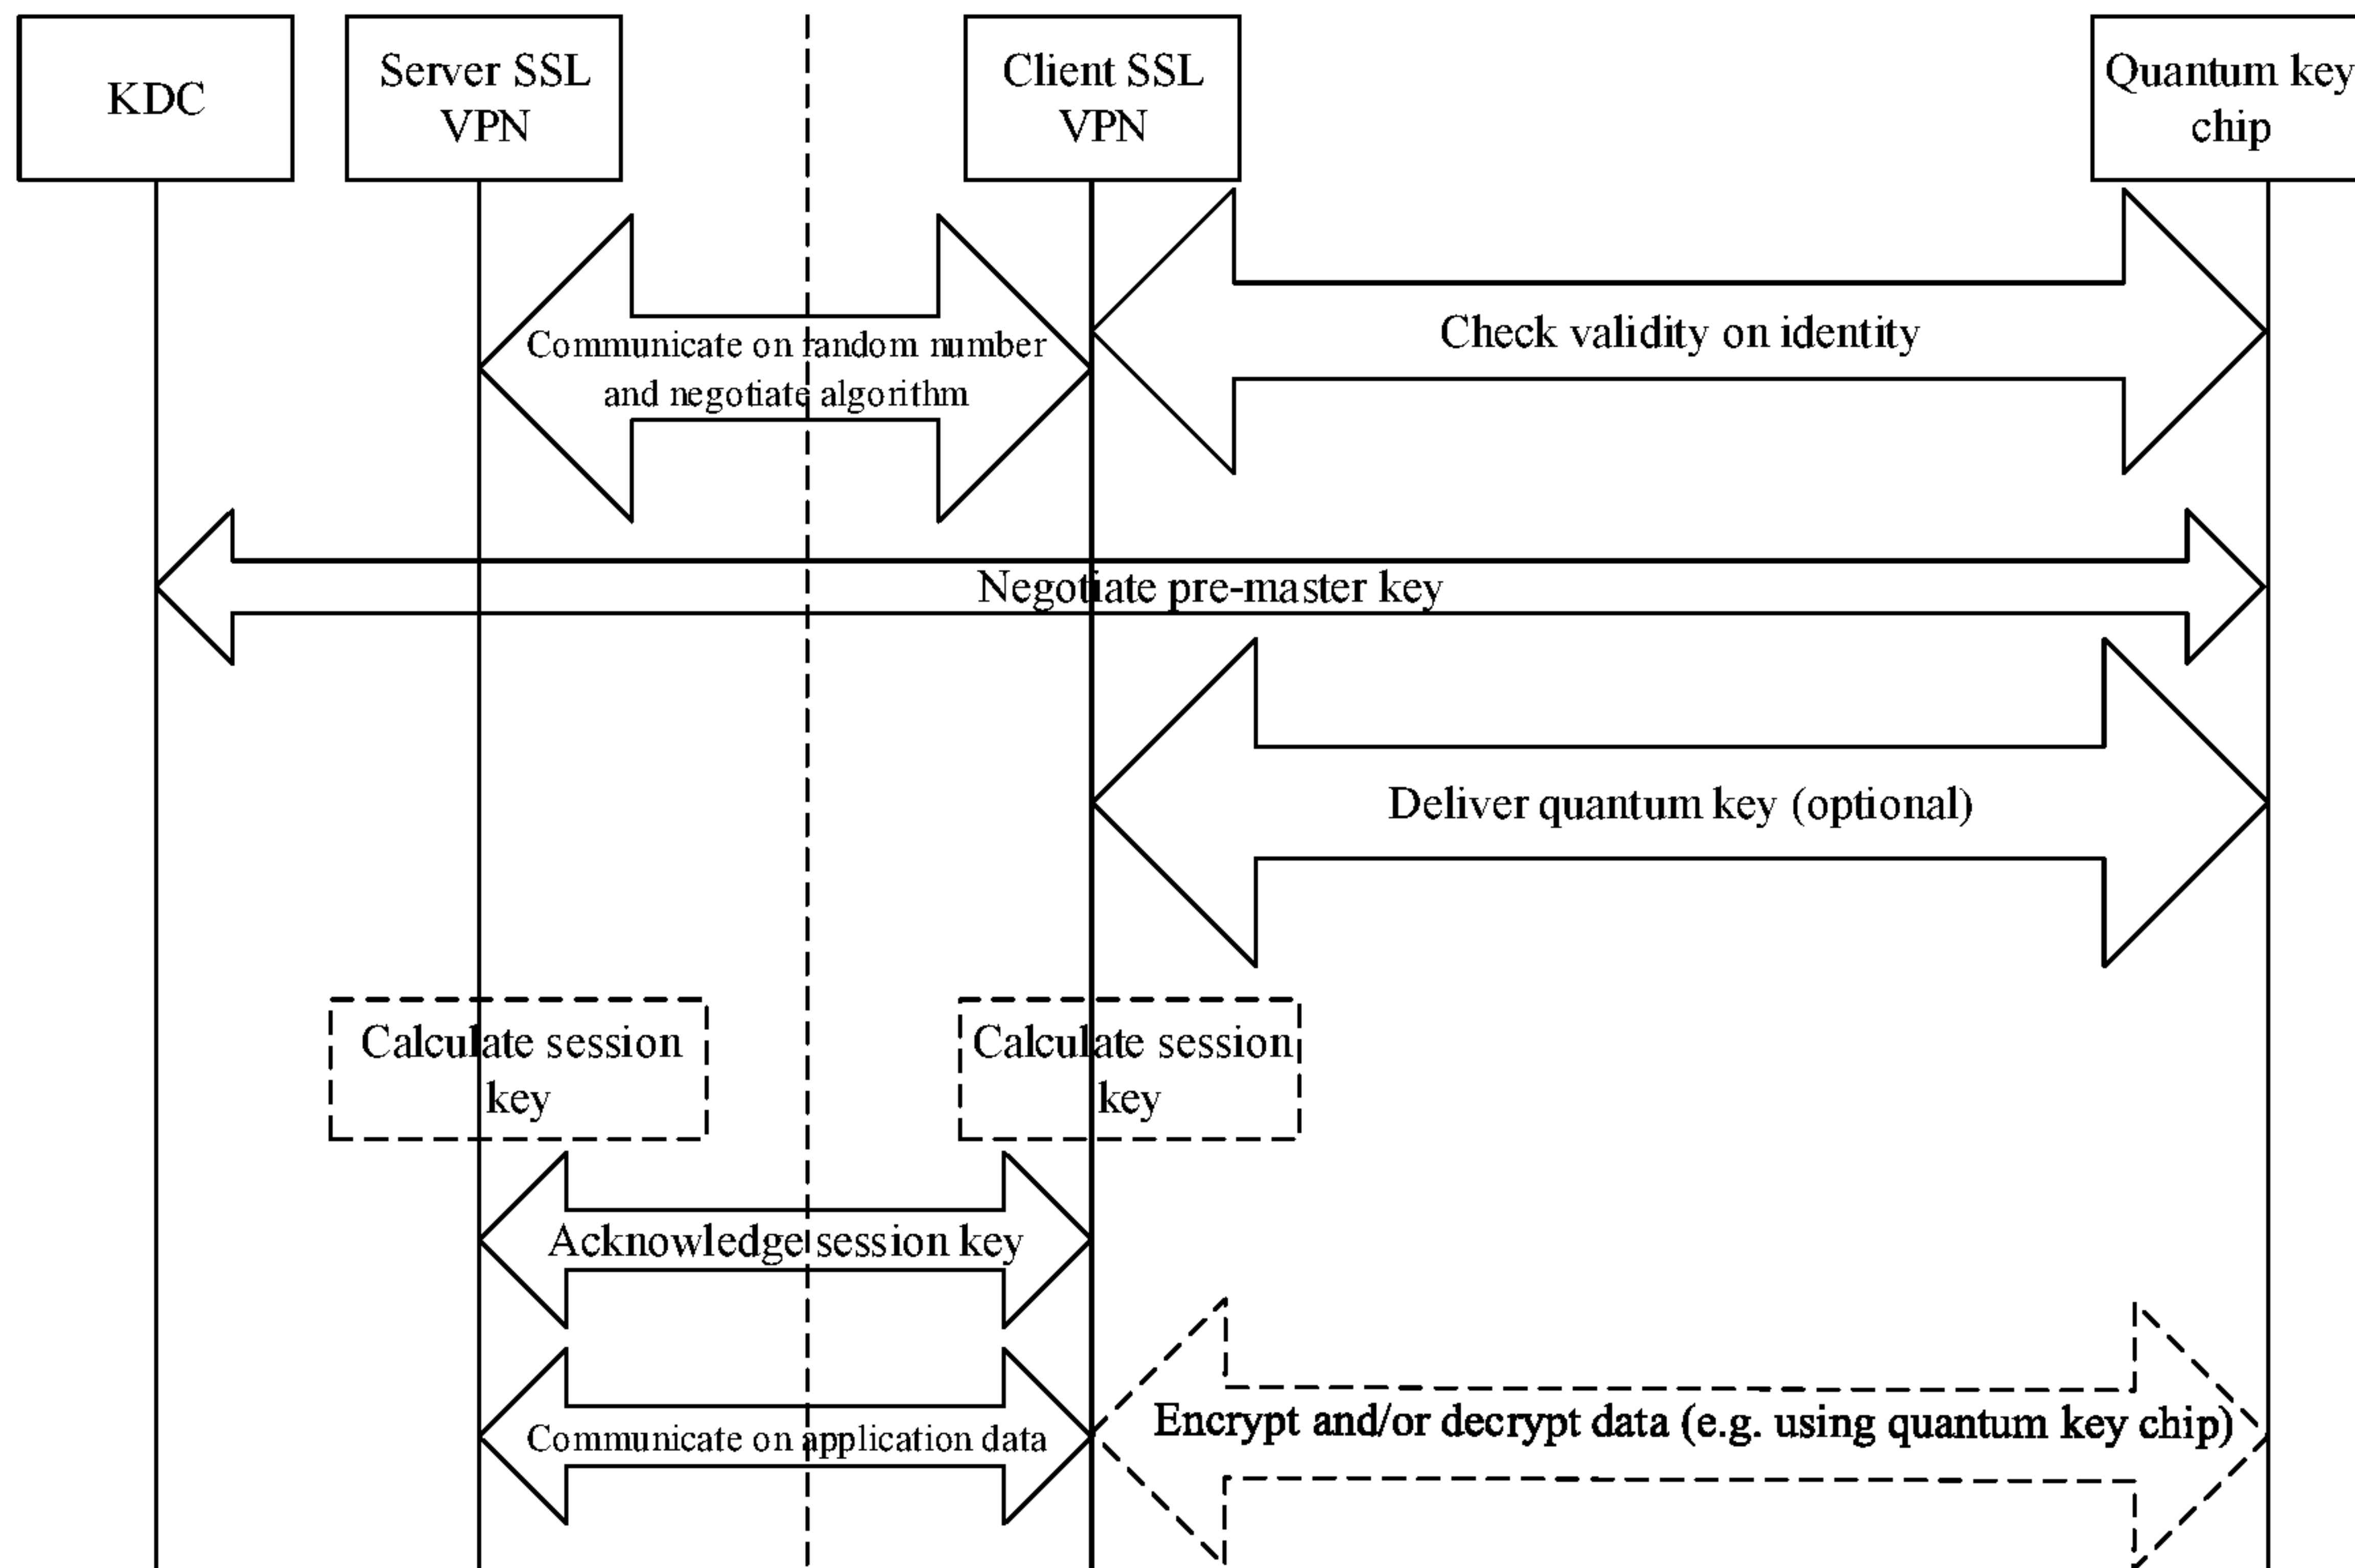 KDC
Server SSL
VPN
Client SSL
VPN
Quantum key
chip
Communicate on random number
and negotiate algorithm
Check validity on identity
Negotiate pre-master key
Deliver quantum key (optional)
Calculate session
key
Calculate session
key
Acknowledge session key
Communicate on application data
Encrypt and/or decrypt data (e.g. using quantum key chip)